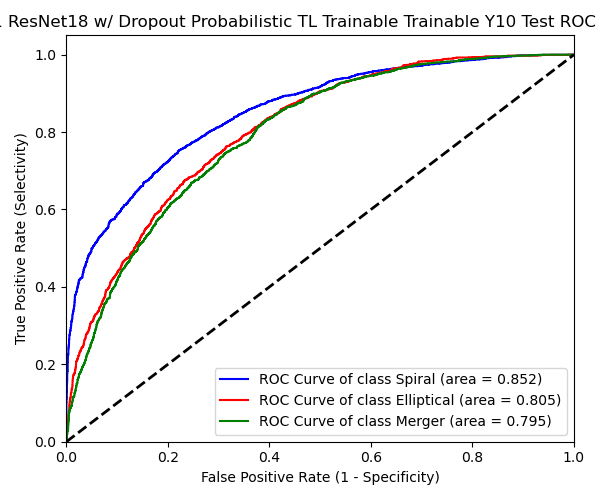 ResNet18 w/ Dropout Probabilistic TL Trainable Trainable Y10 Test ROC
1.0
0.8
0.6
0.4
0.2
0.0
True Positive Rate (Selectivity)
ROC Curve of class Spiral (area = 0.852)
ROC Curve of class Elliptical (area = 0.805)
ROC Curve of class Merger (area = 0.795)
0.0 0.2 0.4 0.6 0.8 1.0
False Positive Rate (1 - Specificity)